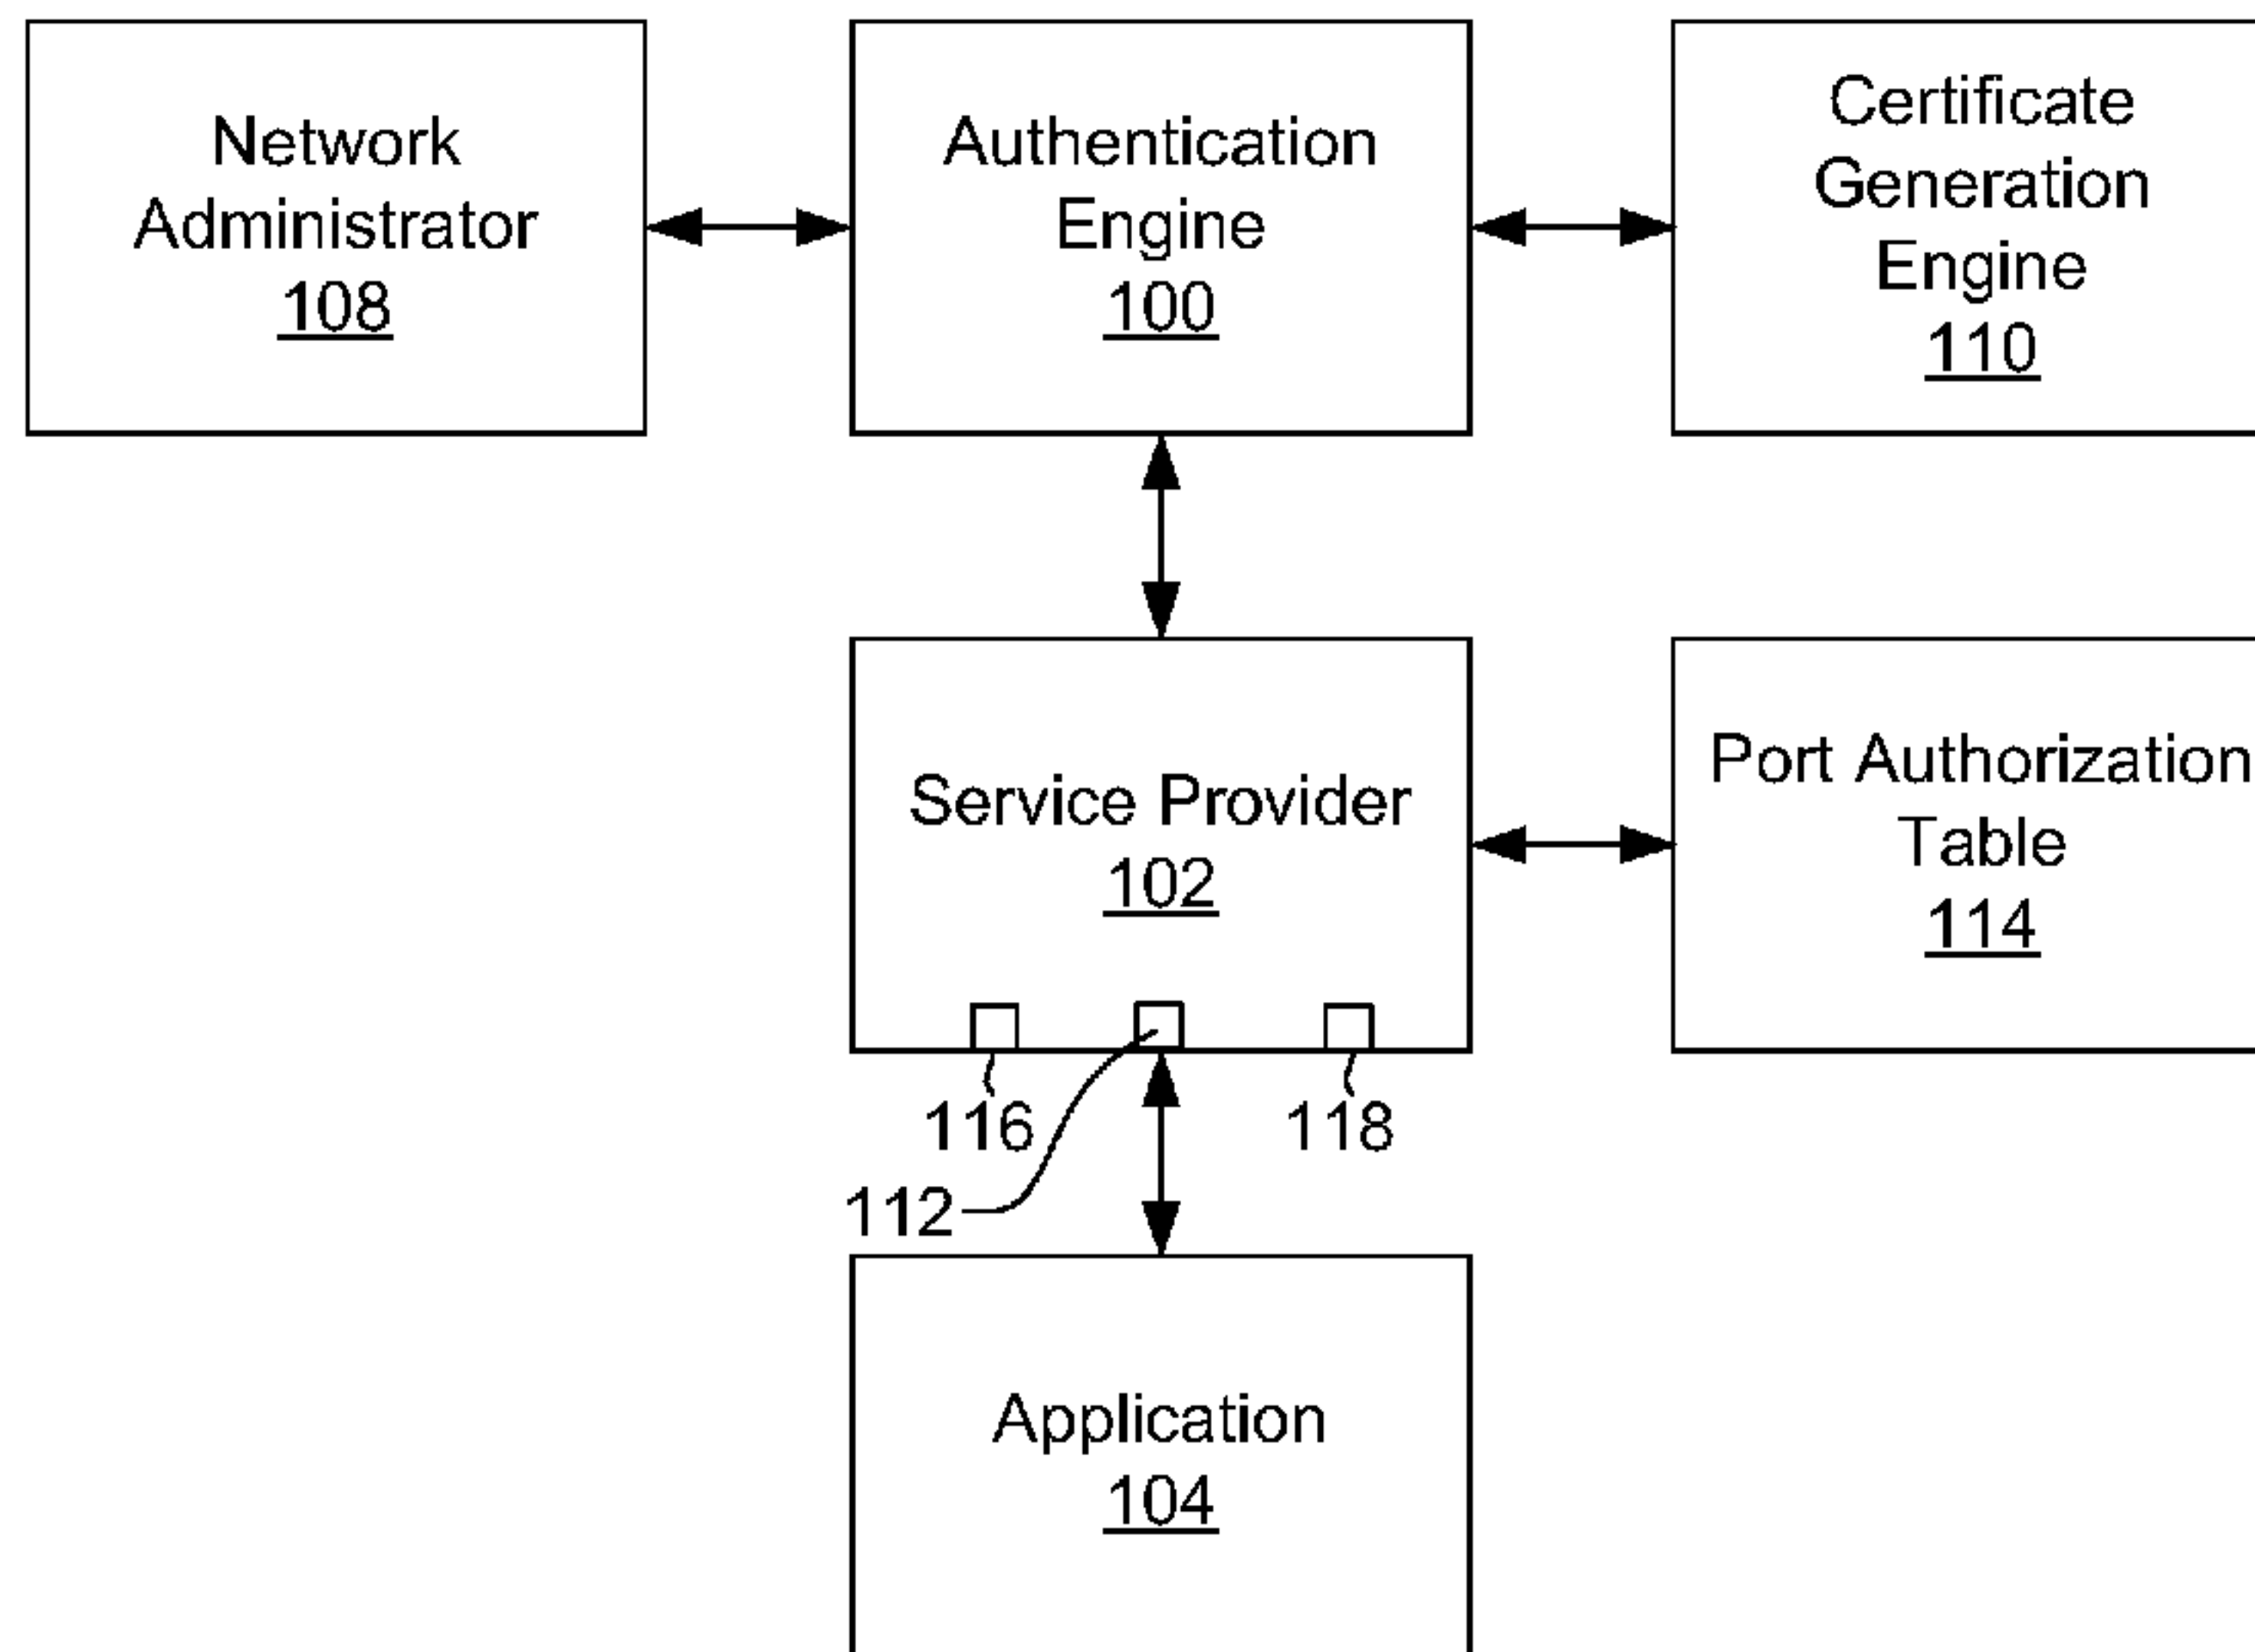 Network
Administrator
108
Authentication
Engine
100
Certificate
Generation
Engine
110
Service Provider
102
Port Authorization
Table
114
116
118
112
Application
104